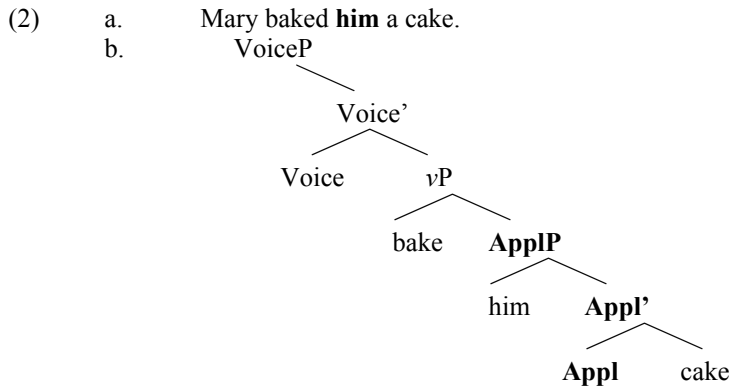 (2) a. Mary baked him a cake.
b. VoiceP
Voice’
Voice vP
bake ApplP
him Appl’
Appl cake